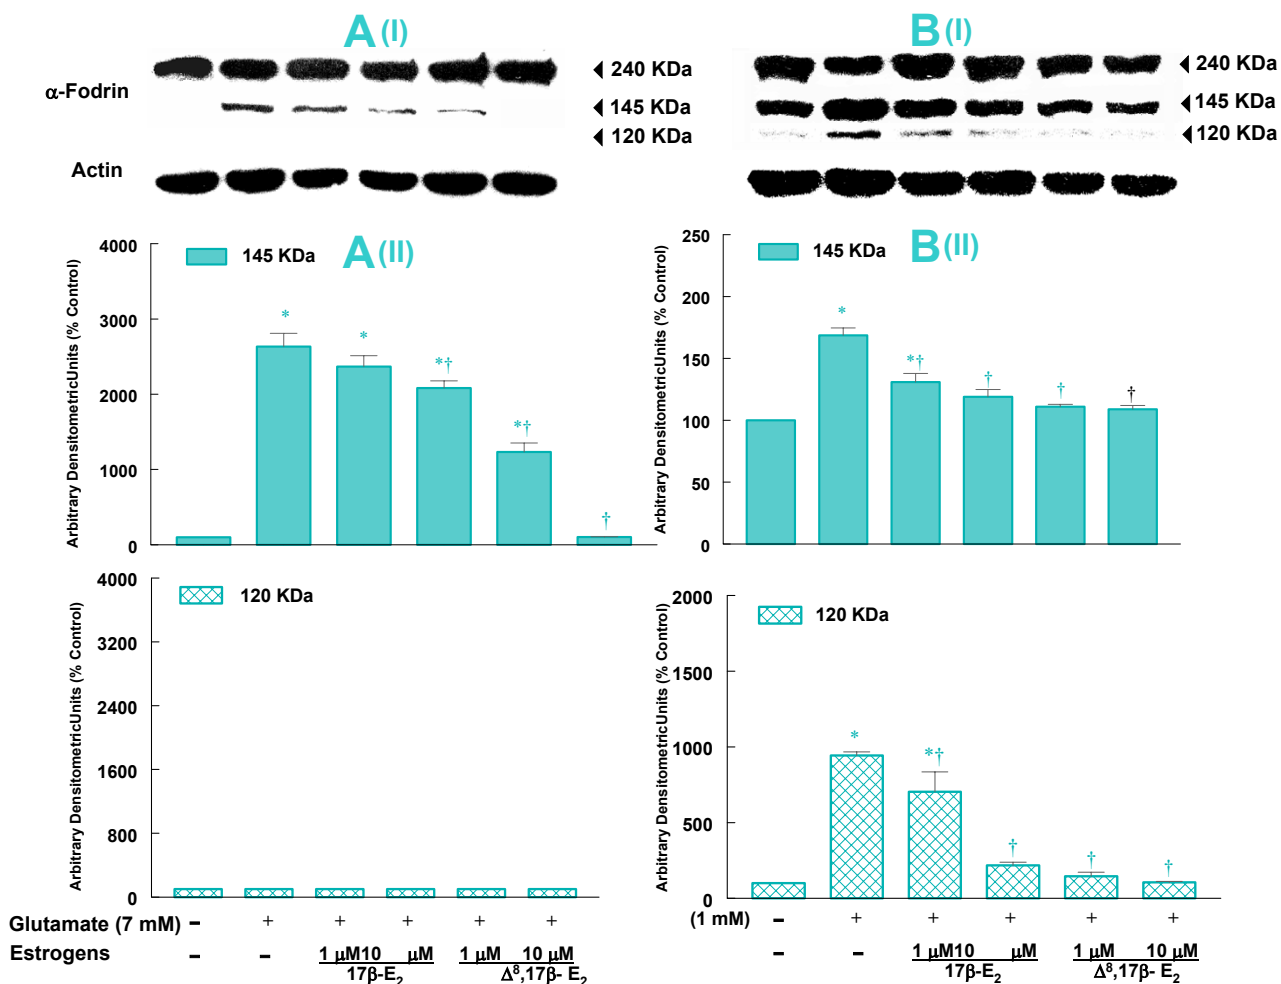 A (I)
α-Fodrin
240 KDa
145 KDa
120 KDa
Actin
B (I)
240 KDa
145 KDa
120 KDa
A (II)
145 KDa
Arbitrary DensitometricUnits (% Control)
4000
3000
2000
1000
0
*
*
*†
*†
†
B (II)
145 KDa
Arbitrary DensitometricUnits (% Control)
250
200
150
100
50
0
*
*†
†
†
†
120 KDa
Arbitrary DensitometricUnits (% Control)
4000
3200
2400
1600
800
0
120 KDa
Arbitrary DensitometricUnits (% Control)
2000
1500
1000
500
0
*
*†
†
†
†
Glutamate (7 mM) – + + + + +
Estrogens – – 1 μM10 μM 1 μM 10 μM
17β-E₂ Δ⁸,17β- E₂
(1 mM) – + + + + +
– – 1 μM10 μM 1 μM 10 μM
17β-E₂ Δ⁸,17β- E₂